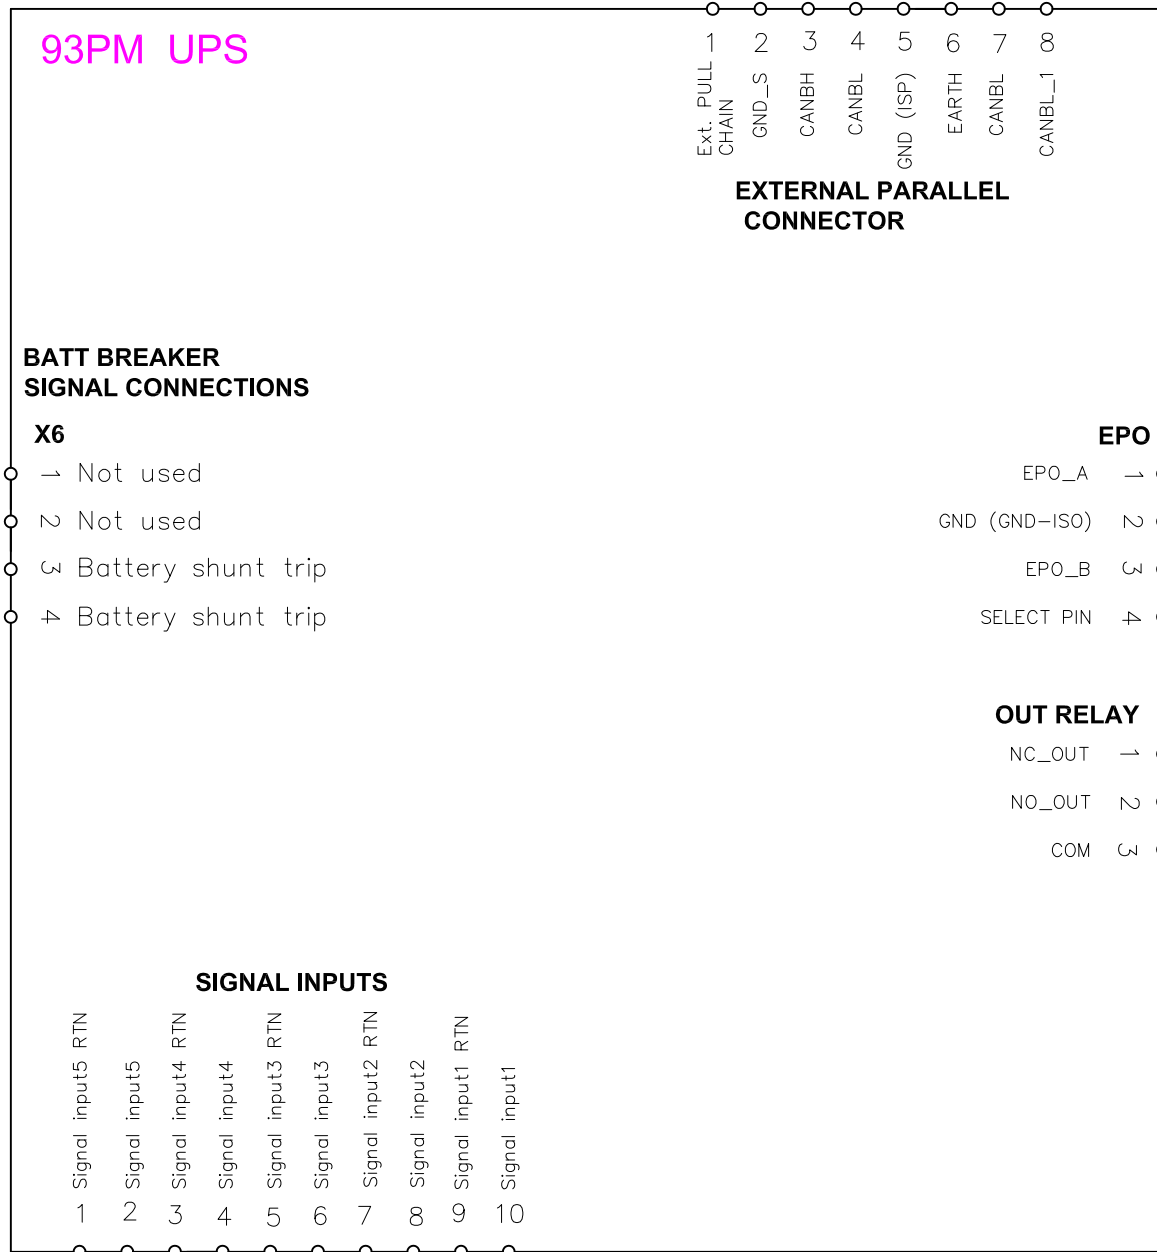 93PM UPS
1 2 3 4 5 6 7 8
Ext. PULL
CHAIN
GND_S
CANBH
CANBL
GND (ISP)
EARTH
CANBL
CANBL_1
EXTERNAL PARALLEL
CONNECTOR
BATT BREAKER
SIGNAL CONNECTIONS
X6
1 Not used
2 Not used
3 Battery shunt trip
4 Battery shunt trip
EPO
EPO_A 1
GND (GND-ISO) 2
EPO_B 3
SELECT PIN 4
OUT RELAY
NC_OUT 1
NO_OUT 2
COM 3
SIGNAL INPUTS
Signal input5 RTN
Signal input5
Signal input4 RTN
Signal input4
Signal input3 RTN
Signal input3
Signal input2 RTN
Signal input2
Signal input1 RTN
Signal input1
1 2 3 4 5 6 7 8 9 10